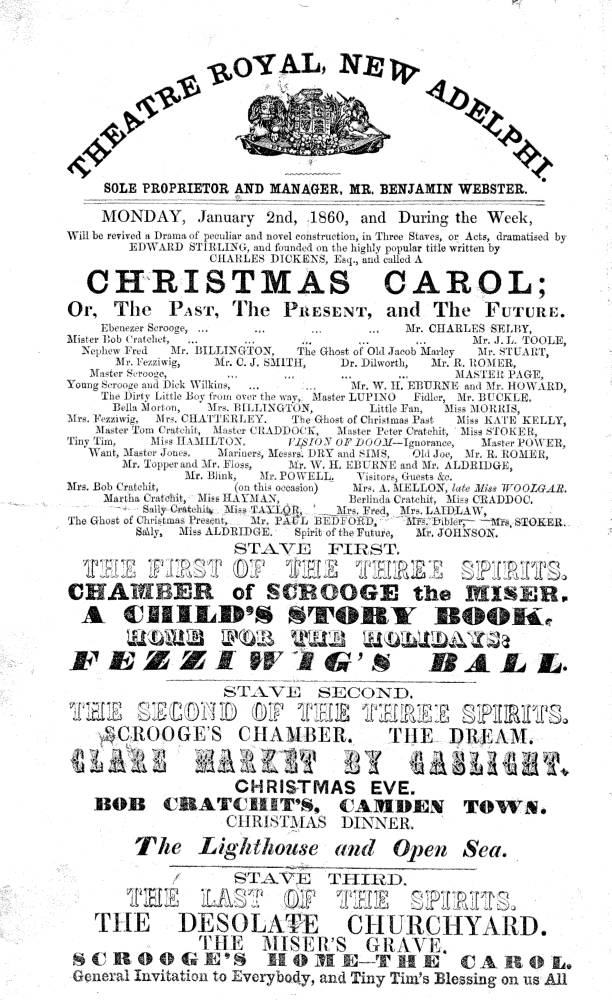 THEATRE ROYAL, NEW ADELPHI.
SOLE PROPRIETOR AND MANAGER, MR. BENJAMIN WEBSTER.
MONDAY, January 2nd, 1860, and During the Week,
Will be revived a Drama of peculiar and novel construction, in Three Staves, or Acts, dramatised by
EDWARD STIRLING, and founded on the highly popular title written by
CHARLES DICKENS, Esq., and called A
CHRISTMAS CAROL;
Or, The PAST, The PRESENT, and The FUTURE.
Ebenezer Scrooge, ... ... ... ... Mr. CHARLES SELBY,
Mister Bob Cratchet, ... ... ... ... ... Mr. J. L. TOOLE,
Nephew Fred Mr. BILLINGTON, The Ghost of Old Jacob Marley Mr. STUART,
Mr. Fezziwig, Mr. C. J. SMITH, Dr. Dilworth, Mr. R. ROMER,
Master Scrooge, ... ... ... ... MASTER PAGE,
Young Scrooge and Dick Wilkins, ... ... Mr. W. H. EBURNE and Mr. HOWARD,
The Dirty Little Boy from over the way, Master LUPINO Fidler, Mr. BUCKLE.
Bella Morton, Mrs. BILLINGTON, Little Fan, Miss MORRIS,
Mrs. Fezziwig, Mrs. CHATTERLEY. The Ghost of Christmas Past Miss KATE KELLY,
Master Tom Cratchit, Master CRADDOCK, Master Peter Cratchit, Miss STOKER,
Tiny Tim, Miss HAMILTON. VISION OF DOOM—Ignorance, Master POWER,
Want, Master Jones. Mariners, Messrs. DRY and SIMS, Old Joe, Mr. R. ROMER,
Mr. Topper and Mr. Floss, Mr. W. H. EBURNE and Mr. ALDRIDGE,
Mr. Blink, Mr. POWELL. Visitors, Guests &c.
Mrs. Bob Cratchit, (on this occasion) Mrs. A. MELLON, late Miss WOOLGAR.
Martha Cratchit, Miss HAYMAN, Berlinda Cratchit, Miss CRADDOC.
Sally Cratchit, Miss TAYLOR, Mrs. Fred, Mrs. LAIDLAW,
The Ghost of Christmas Present, Mr. PAUL BEDFORD, Mrs. Dibler, Mrs. STOKER.
Sally, Miss ALDRIDGE. Spirit of the Future, Mr. JOHNSON.
STAVE FIRST.
THE FIRST OF THE THREE SPIRITS.
CHAMBER of SCROOGE the MISER.
A CHILD'S STORY BOOK.
HOME FOR THE HOLIDAYS:
FEZZIWIG'S BALL.
STAVE SECOND.
THE SECOND OF THE THREE SPIRITS.
SCROOGE'S CHAMBER. THE DREAM.
CLARE MARKET BY GASLIGHT.
CHRISTMAS EVE.
BOB CRATCHIT'S, CAMDEN TOWN.
CHRISTMAS DINNER.
The Lighthouse and Open Sea.
STAVE THIRD.
THE LAST OF THE SPIRITS.
THE DESOLATE CHURCHYARD.
THE MISER'S GRAVE.
SCROOGE'S HOME—THE CAROL.
General Invitation to Everybody, and Tiny Tim's Blessing on us All